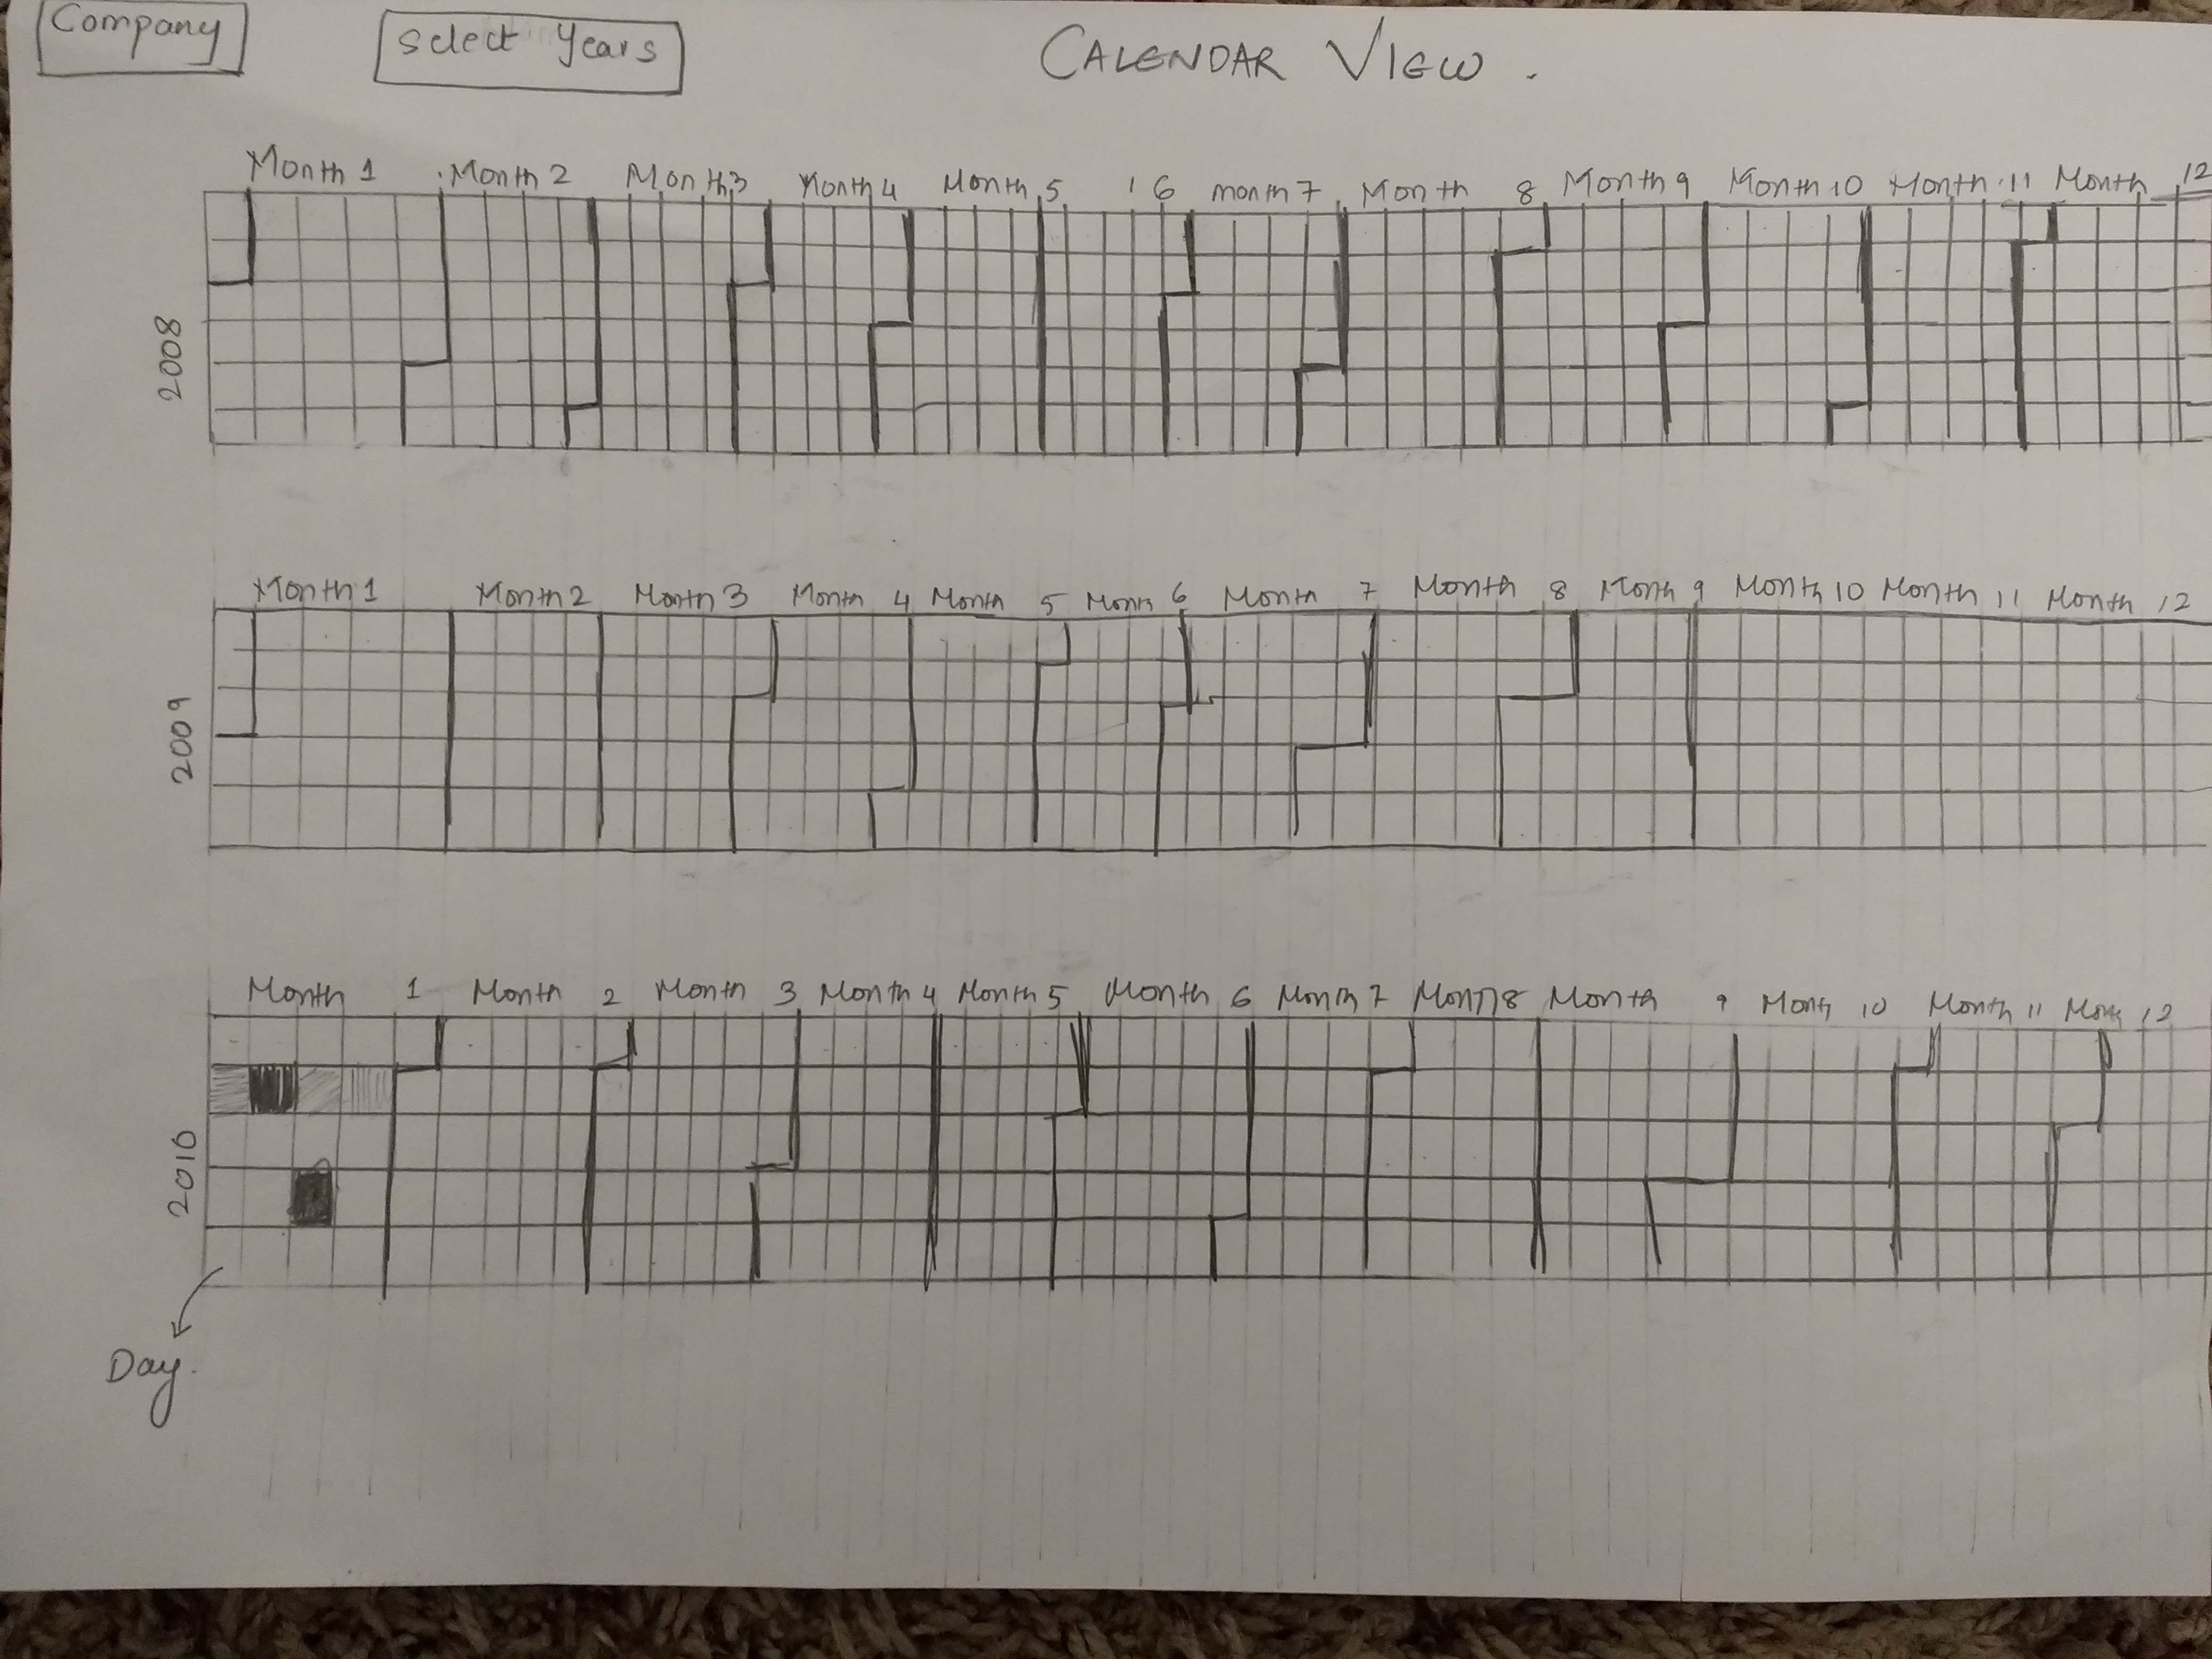 Company
Select Years
CALENDAR VIEW.
Month 1 Month 2 Month 3 Month 4 Month 5 6 month 7 Month 8 Month 9 Month 10 Month 11 Month 12
2008
Month 1 Month 2 Month 3 Month 4 Month 5 Month 6 Month 7 Month 8 Month 9 Month 10 Month 11 Month 12
2009
Month 1 Month 2 Month 3 Month 4 Month 5 Month 6 Month 7 Month 8 Month 9 Month 10 Month 11 Month 12
2010
Day.